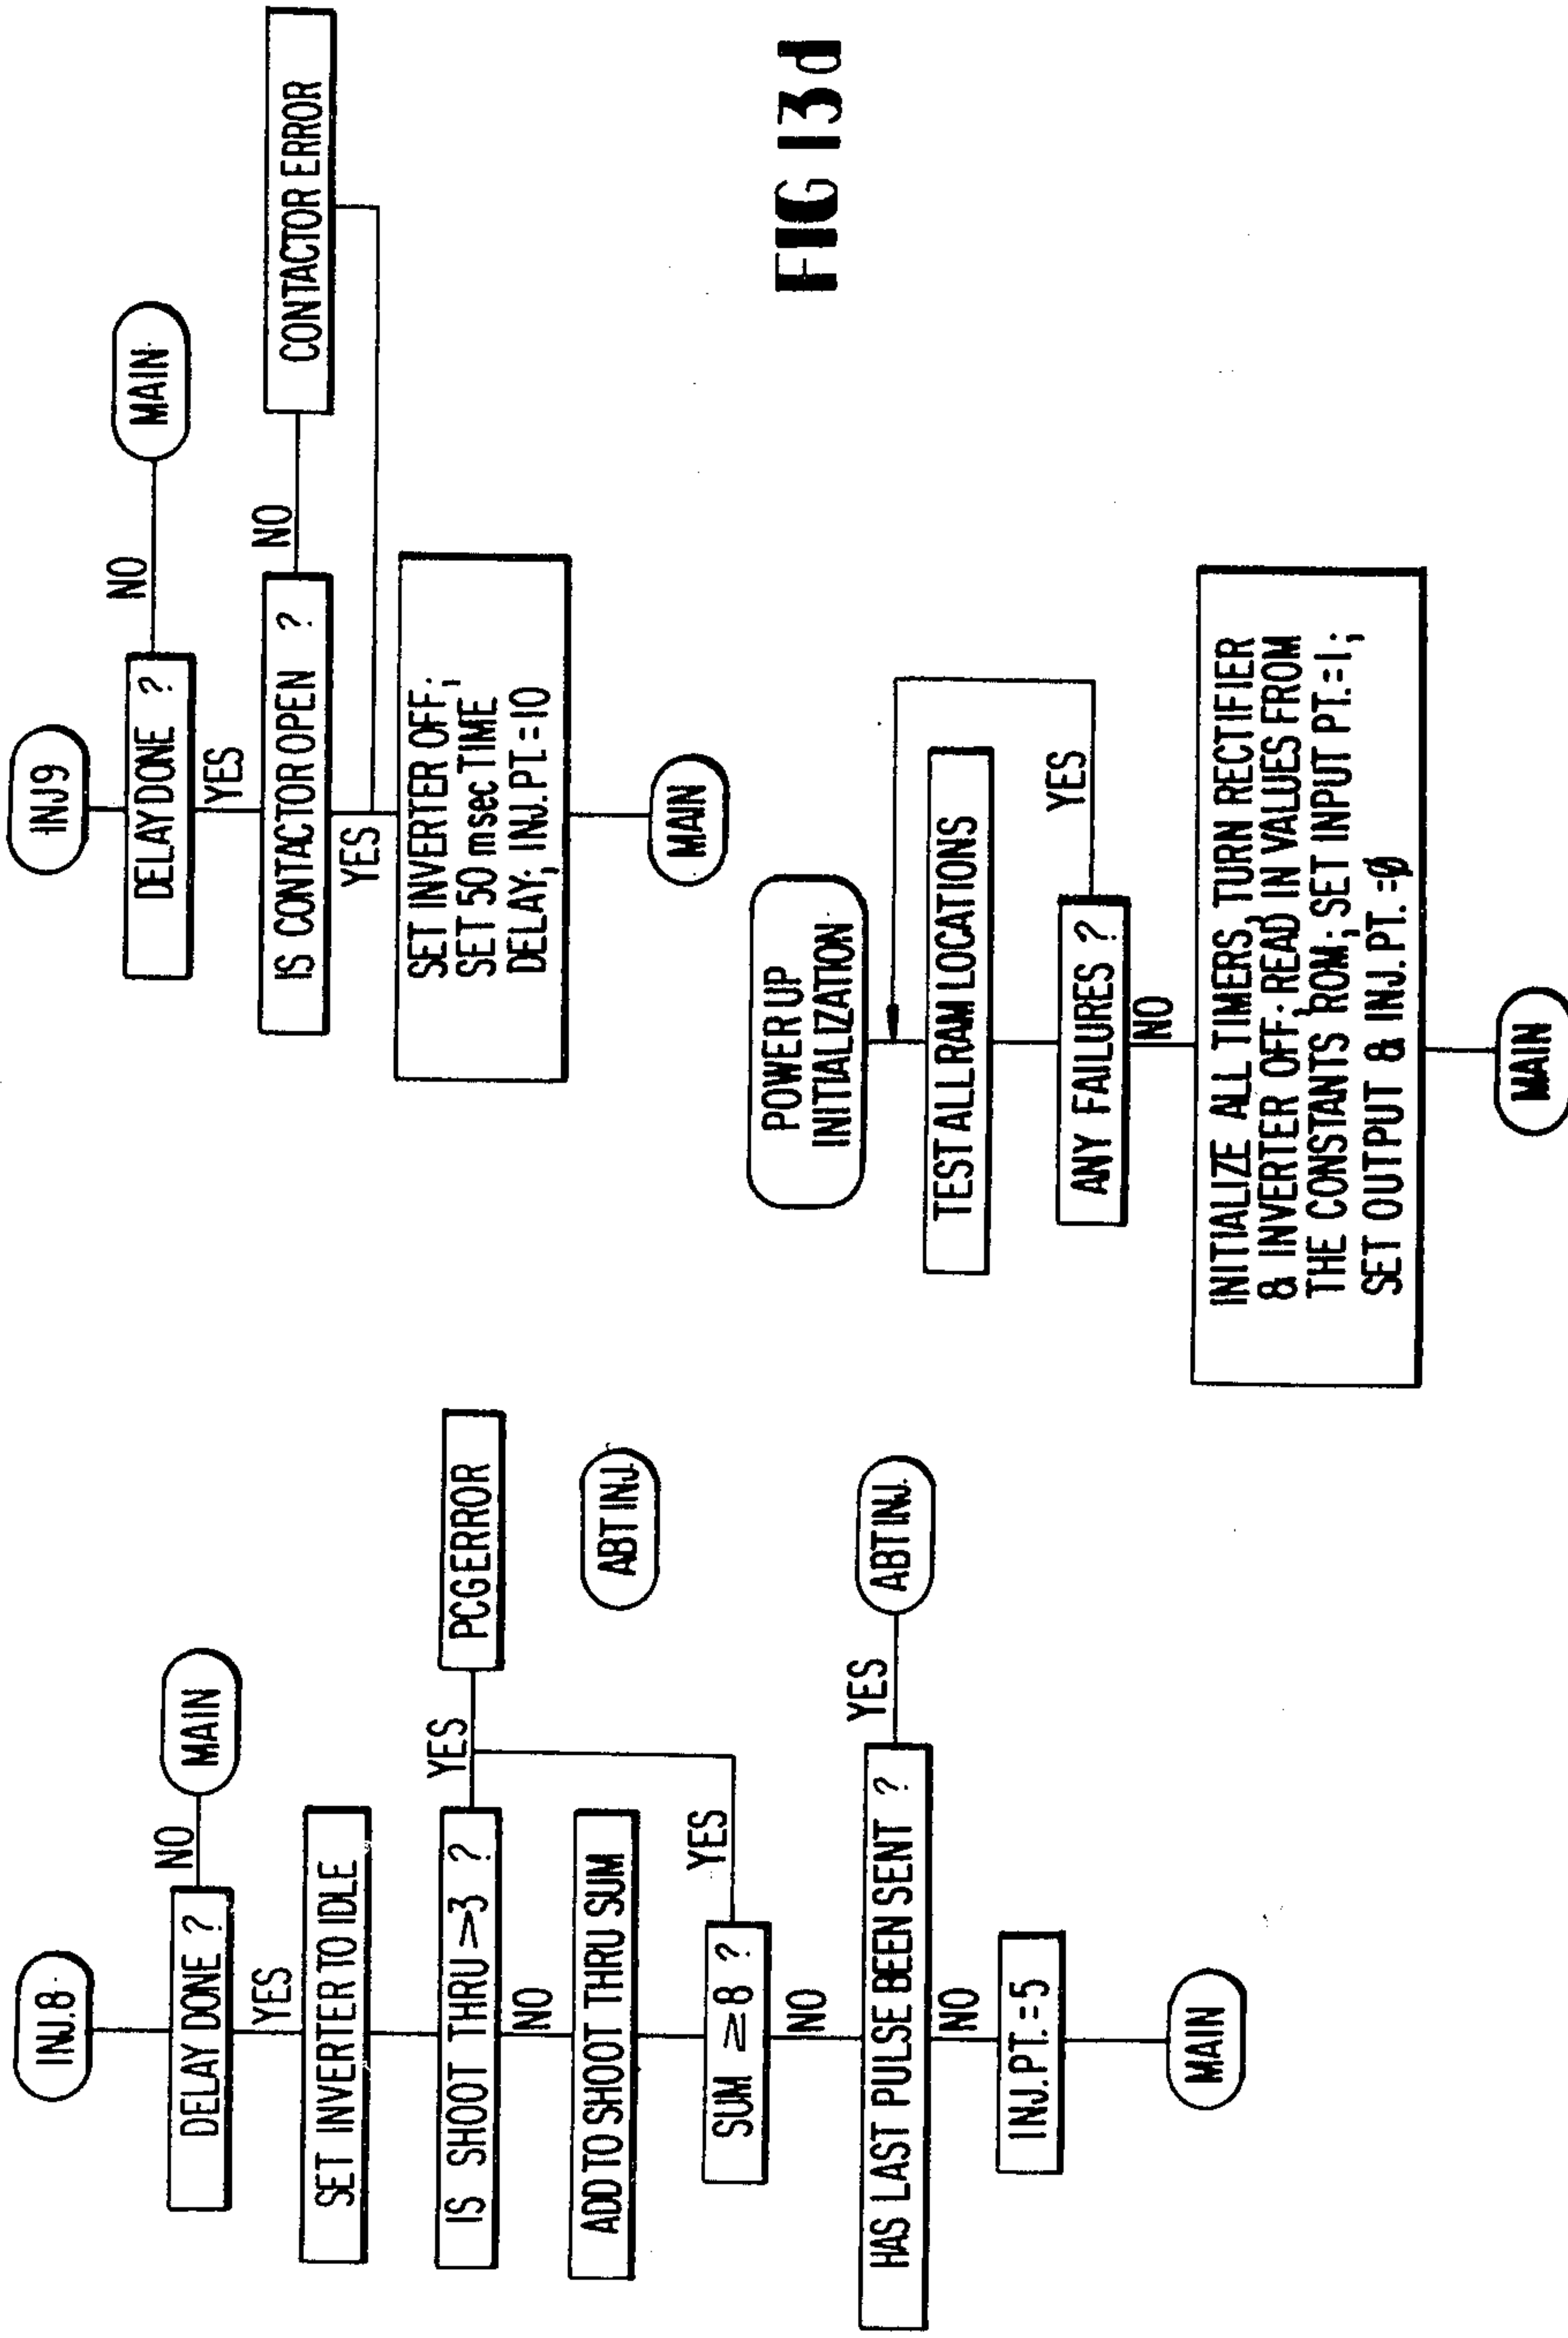 INJ.8
DELAY DONE ?
NO
MAIN
YES
SET INVERTER TO IDLE
IS SHOOT THRU >3 ?
YES
PCGERROR
NO
ADD TO SHOOT THRU SUM
ABT INJ.
SUM ≥8 ?
YES
NO
HAS LAST PULSE BEEN SENT ?
YES
ABT INJ.
NO
INJ.PT.=5
MAIN
INJ9
DELAY DONE ?
NO
MAIN
YES
IS CONTACTOR OPEN ?
NO
CONTACTOR ERROR
YES
SET INVERTER OFF;
SET 50 msec TIME
DELAY; INJ.PT.=10
MAIN
POWER UP
INITIALIZATION
TEST ALL RAM LOCATIONS
ANY FAILURES ?
YES
NO
INITIALIZE ALL TIMERS, TURN RECTIFIER
& INVERTER OFF; READ IN VALUES FROM
THE CONSTANTS ROM; SET INPUT PT.=1;
SET OUTPUT & INJ.PT.=Ø
MAIN
FIG 13d